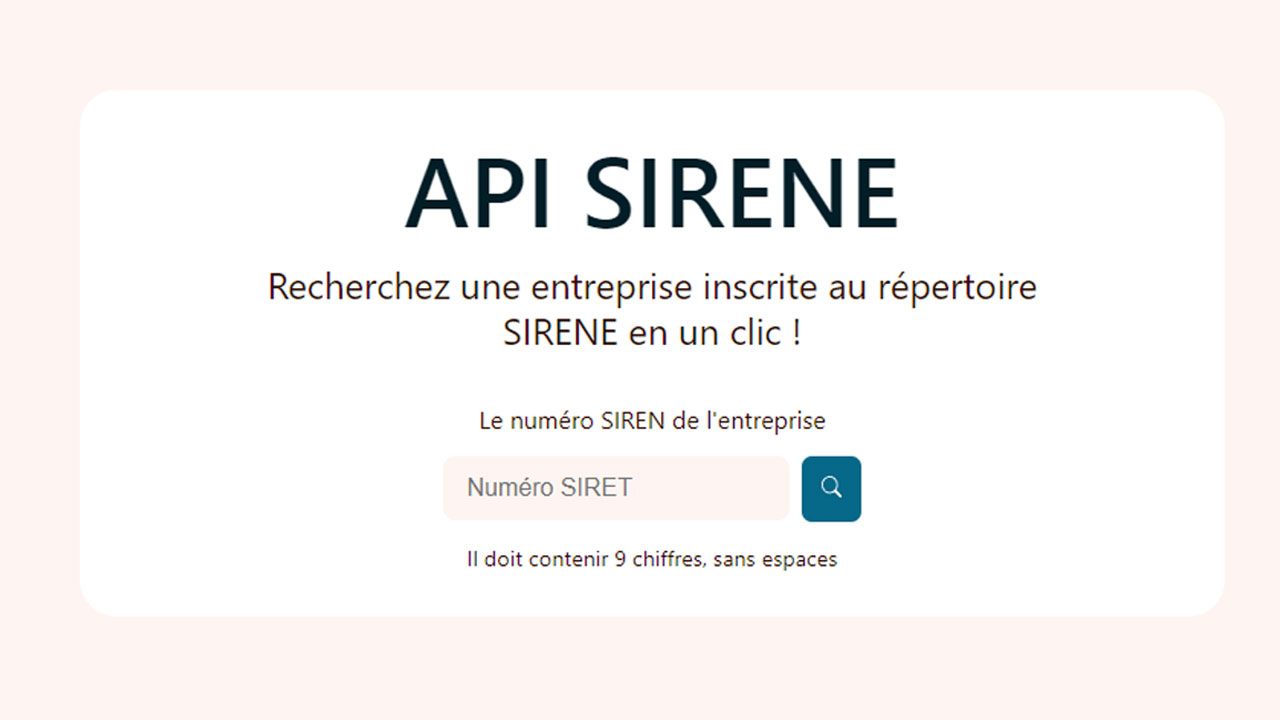 API SIRENE
Recherchez une entreprise inscrite au répertoire
SIRENE en un clic !
Le numéro SIREN de l'entreprise
Numéro SIRET
Il doit contenir 9 chiffres, sans espaces